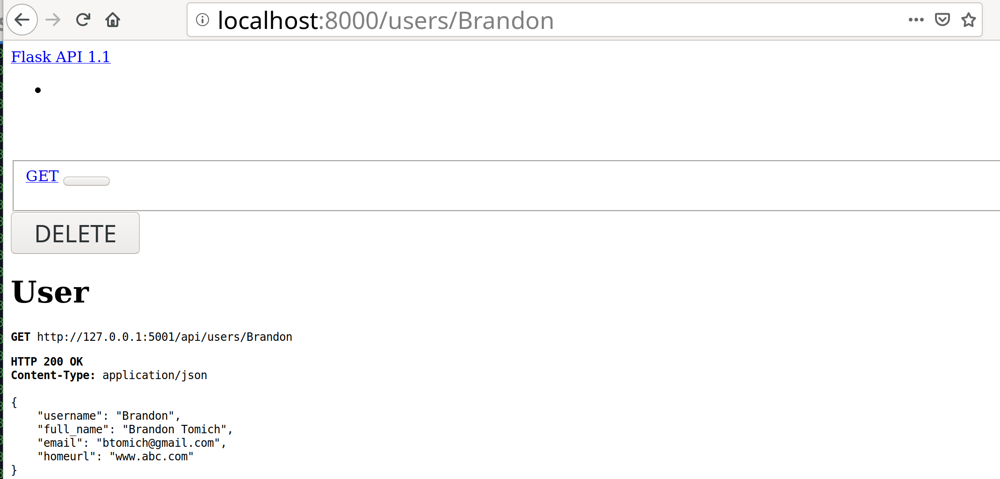 localhost:8000/users/Brandon
Flask API 1.1
GET
DELETE
User
GET http://127.0.0.1:5001/api/users/Brandon
HTTP 200 OK
Content-Type: application/json
{
    "username": "Brandon",
    "full_name": "Brandon Tomich",
    "email": "btomich@gmail.com",
    "homeurl": "www.abc.com"
}